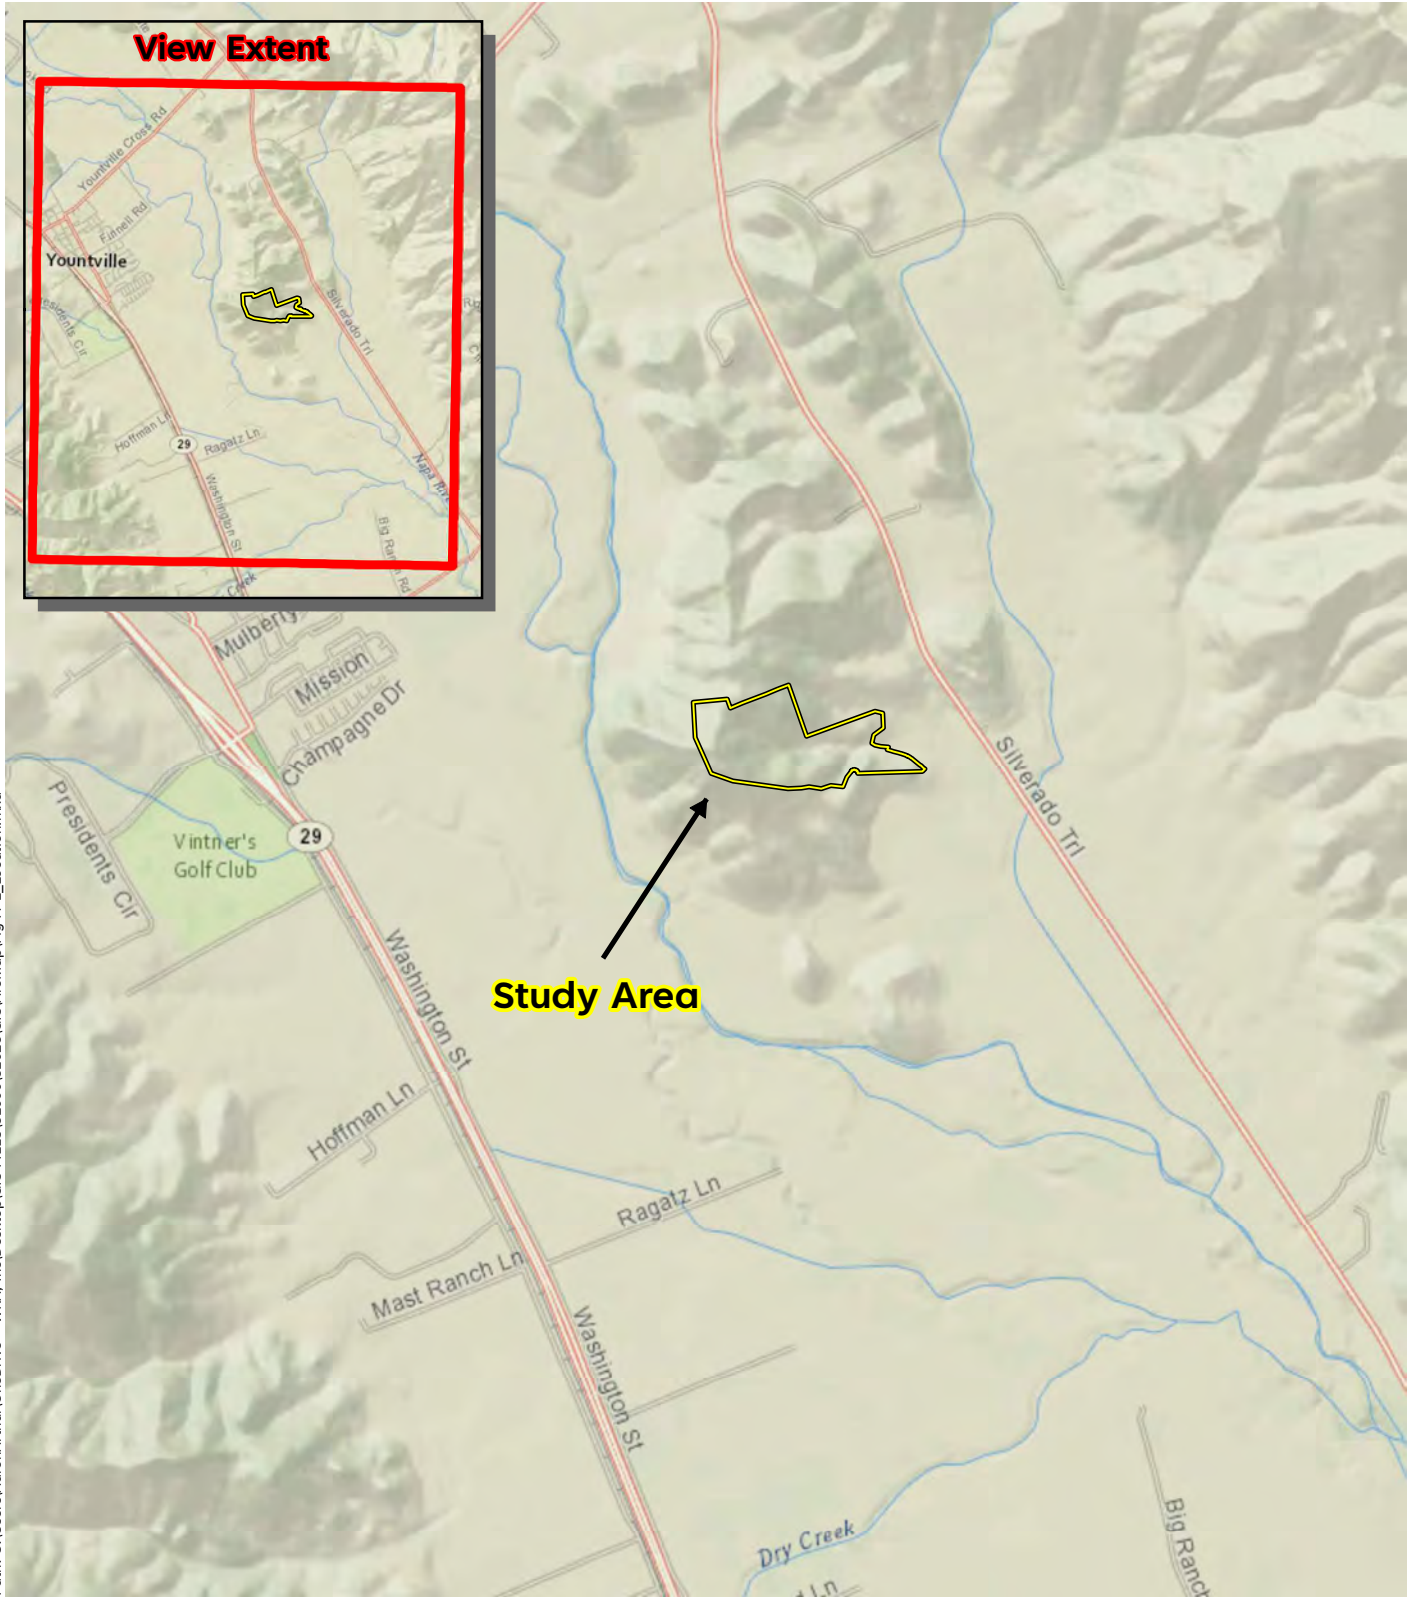 View Extent
Yountville Cross Rd
Finnell Rd
Yountville
Silverado Trl
Hoffman Ln
29
Ragatz Ln
Napa River
Washington St
Big Ranch Rd
Creek
Mulberry
Mission
Champagne Dr
Presidents Cir
Vintner's
Golf Club
29
Silverado Trl
Washington St
Study Area
Hoffman Ln
Ragatz Ln
Mast Ranch Ln
Washington St
Dry Creek
Big Ranch